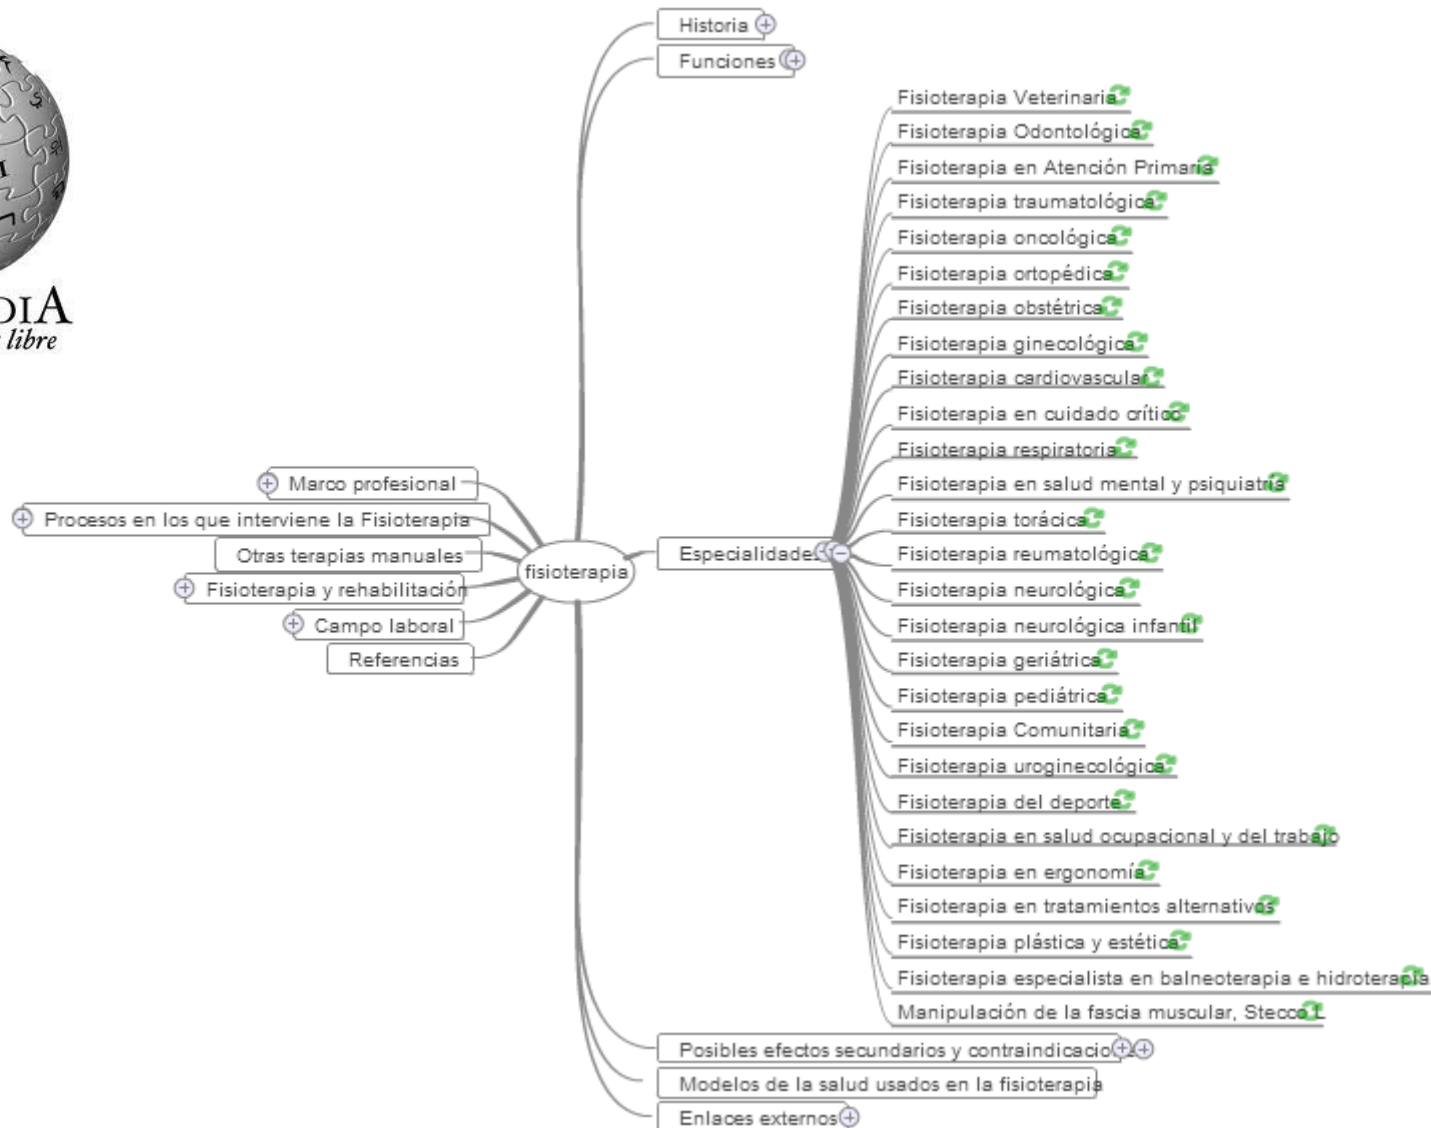 Historia
Funciones
Fisioterapia Veterinaria
Fisioterapia Odontológica
Fisioterapia en Atención Primaria
Fisioterapia traumatológica
Fisioterapia oncológica
Fisioterapia ortopédica
Fisioterapia obstétrica
Fisioterapia ginecológica
Fisioterapia cardiovascular
Fisioterapia en cuidado crítico
Fisioterapia respiratoria
Fisioterapia en salud mental y psiquiatria
Fisioterapia torácica
Fisioterapia reumatológica
Fisioterapia neurológica
Fisioterapia neurológica infantil
Fisioterapia geriátrica
Fisioterapia pediátrica
Fisioterapia Comunitaria
Fisioterapia uroginecológica
Fisioterapia del deporte
Fisioterapia en salud ocupacional y del trabajo
Fisioterapia en ergonomía
Fisioterapia en tratamientos alternativos
Fisioterapia plástica y estética
Fisioterapia especialista en balneoterapia e hidroterapia
Manipulación de la fascia muscular, Stecco L
Especialidades
fisioterapia
Marco profesional
Procesos en los que interviene la Fisioterapia
Otras terapias manuales
Fisioterapia y rehabilitación
Campo laboral
Referencias
Posibles efectos secundarios y contraindicacio
Modelos de la salud usados en la fisioterapia
Enlaces externos
DIA
libre